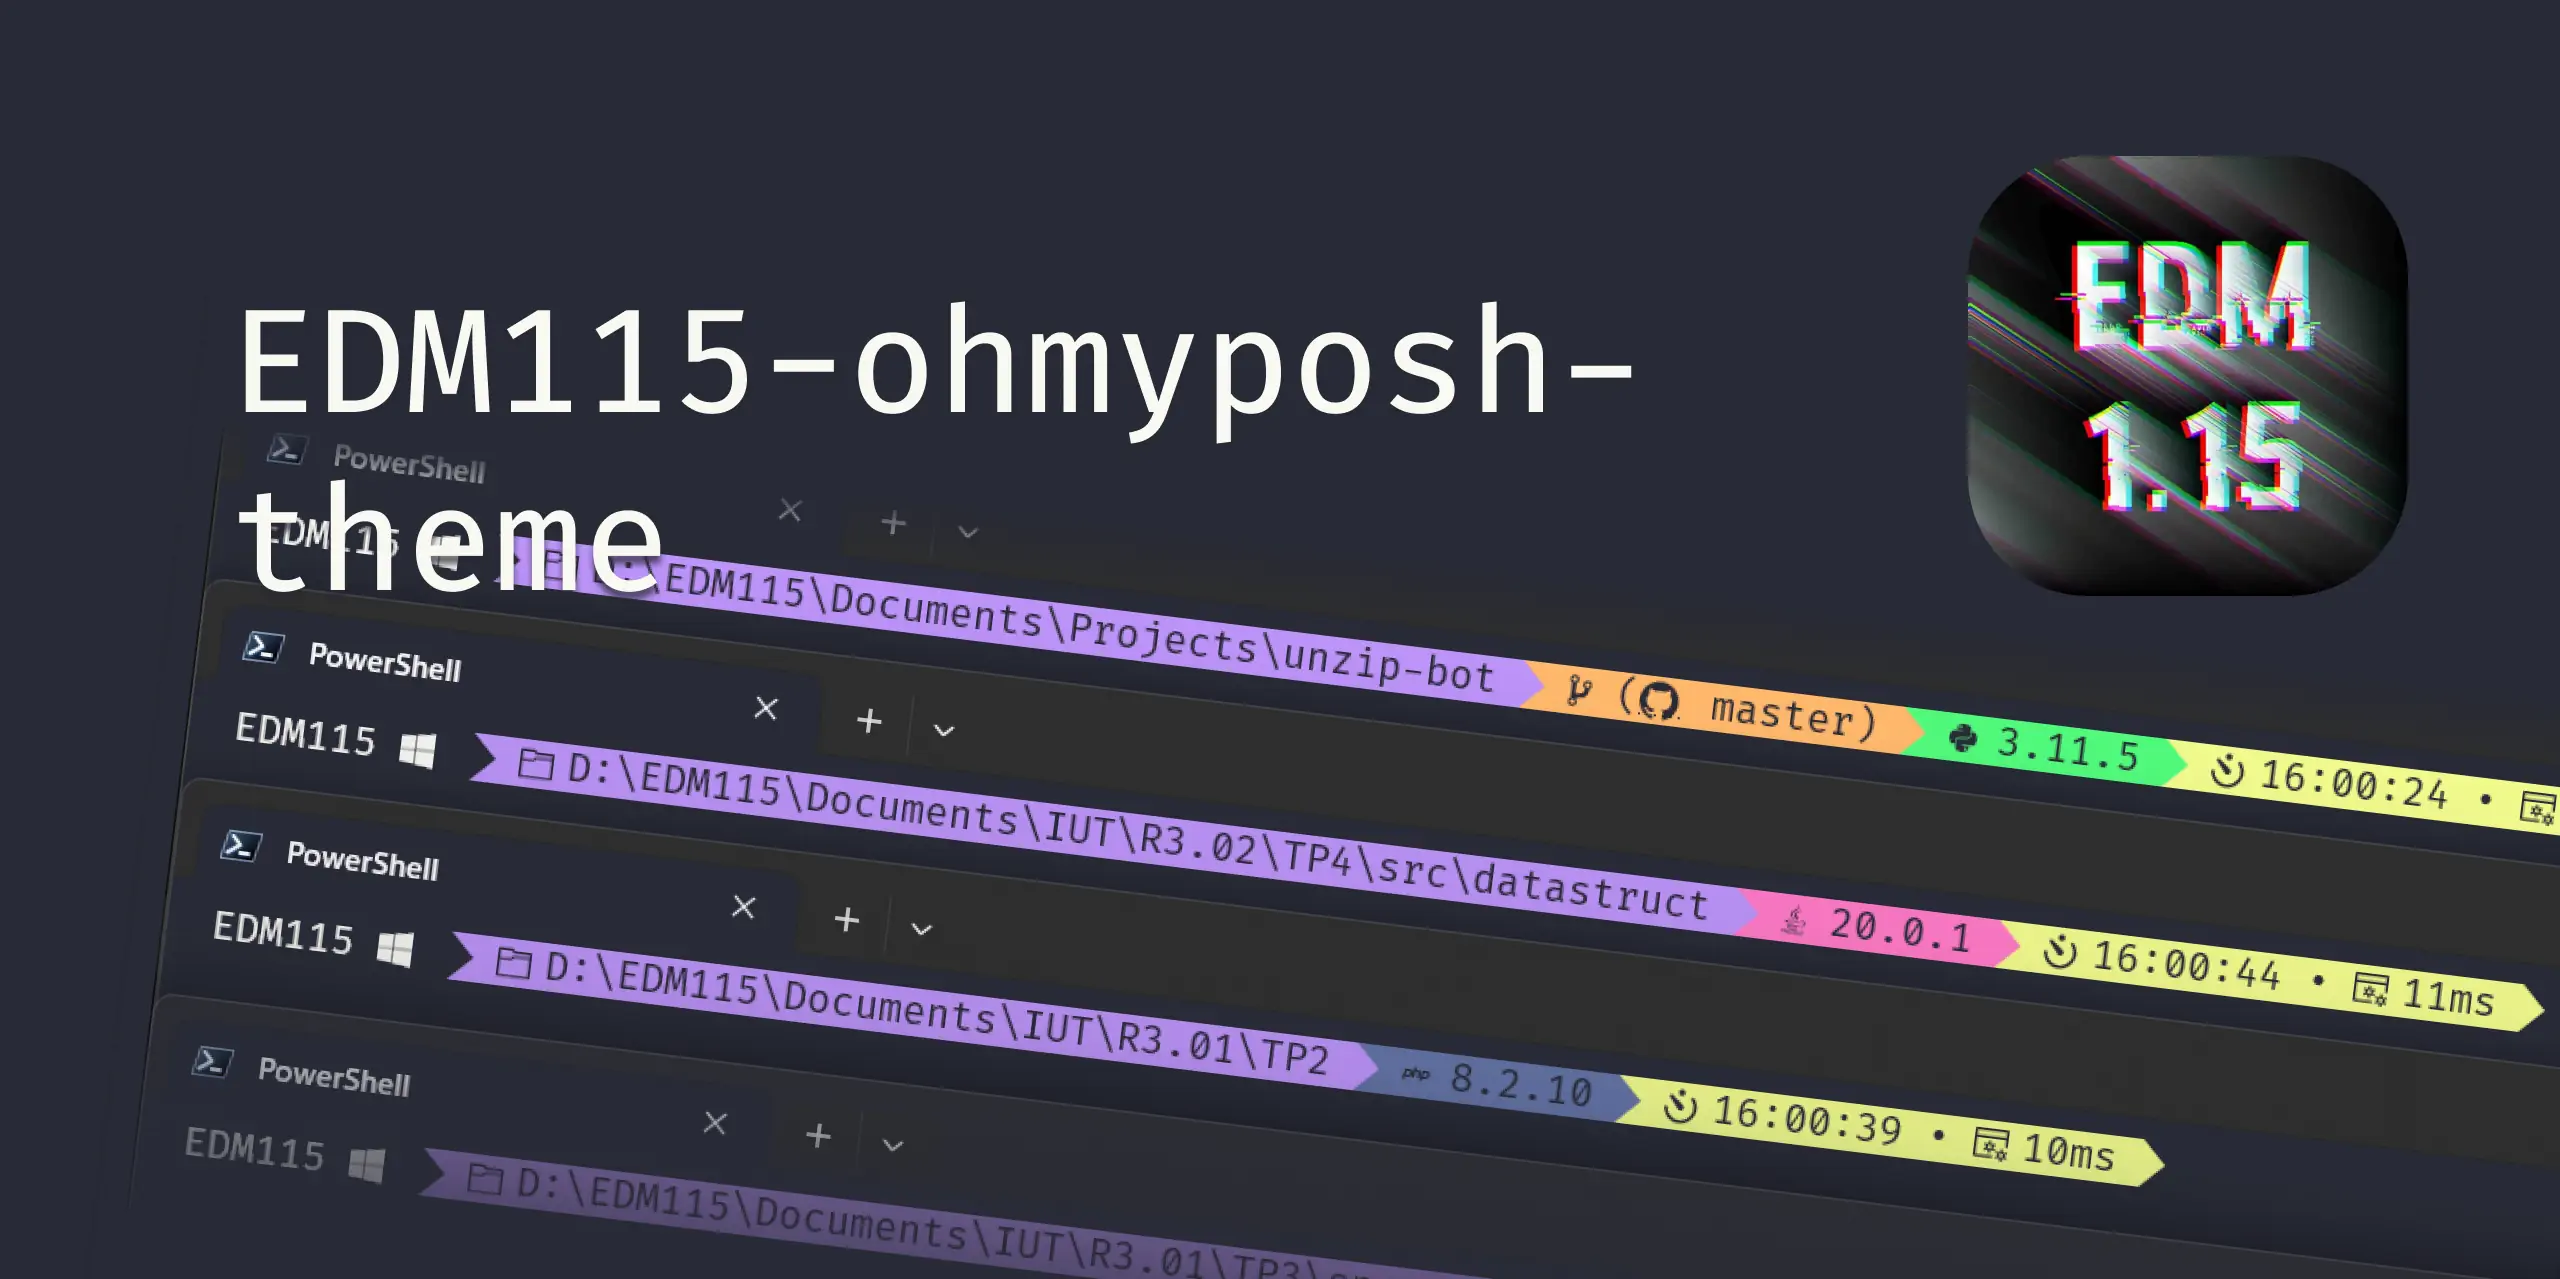 EDM115-ohmyposh-
theme
EDM
1.15
PowerShell
EDM115 D:\EDM115\Documents\Projects\unzip-bot ( master) 3.11.5 16:00:24 •
PowerShell
EDM115 D:\EDM115\Documents\IUT\R3.02\TP4\src\datastruct 20.0.1 16:00:44 • 11ms
PowerShell
EDM115 D:\EDM115\Documents\IUT\R3.01\TP2 php 8.2.10 16:00:39 • 10ms
PowerShell
EDM115 D:\EDM115\Documents\IUT\R3.01\TP3\